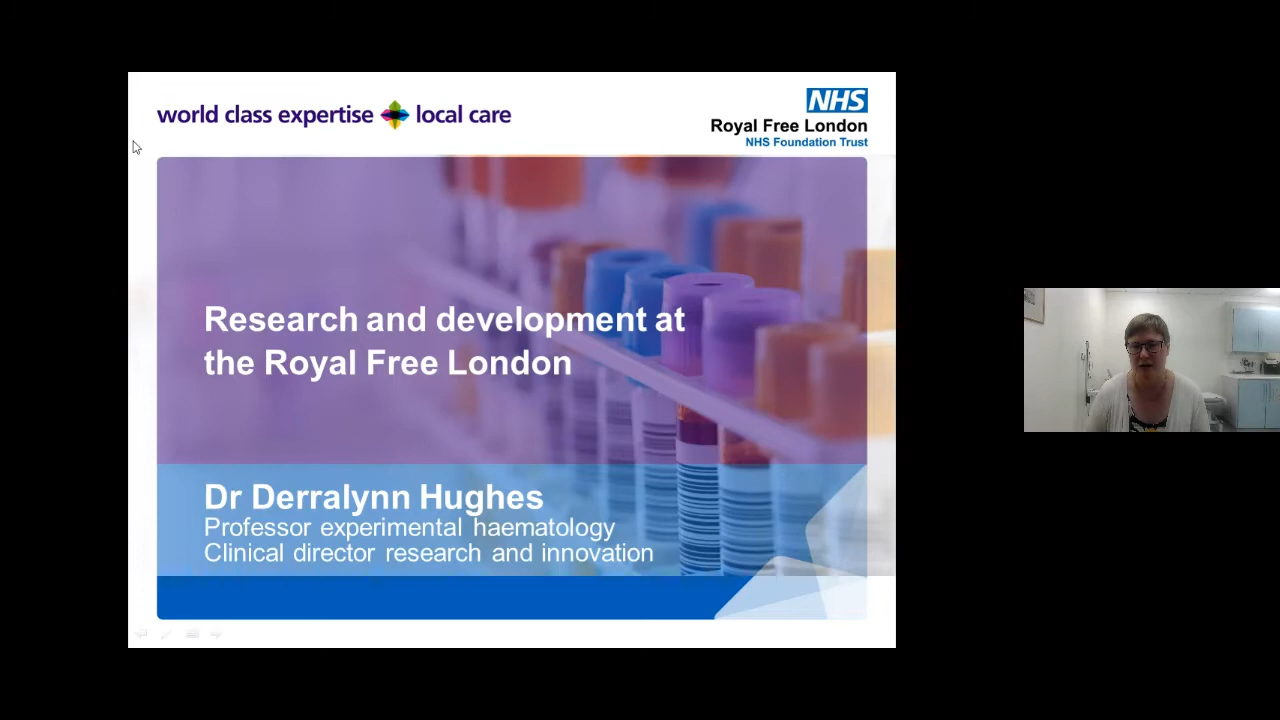 world class expertise local care
NHS
Royal Free London
NHS Foundation Trust
Research and development at
the Royal Free London
Dr Derralynn Hughes
Professor experimental haematology
Clinical director research and innovation